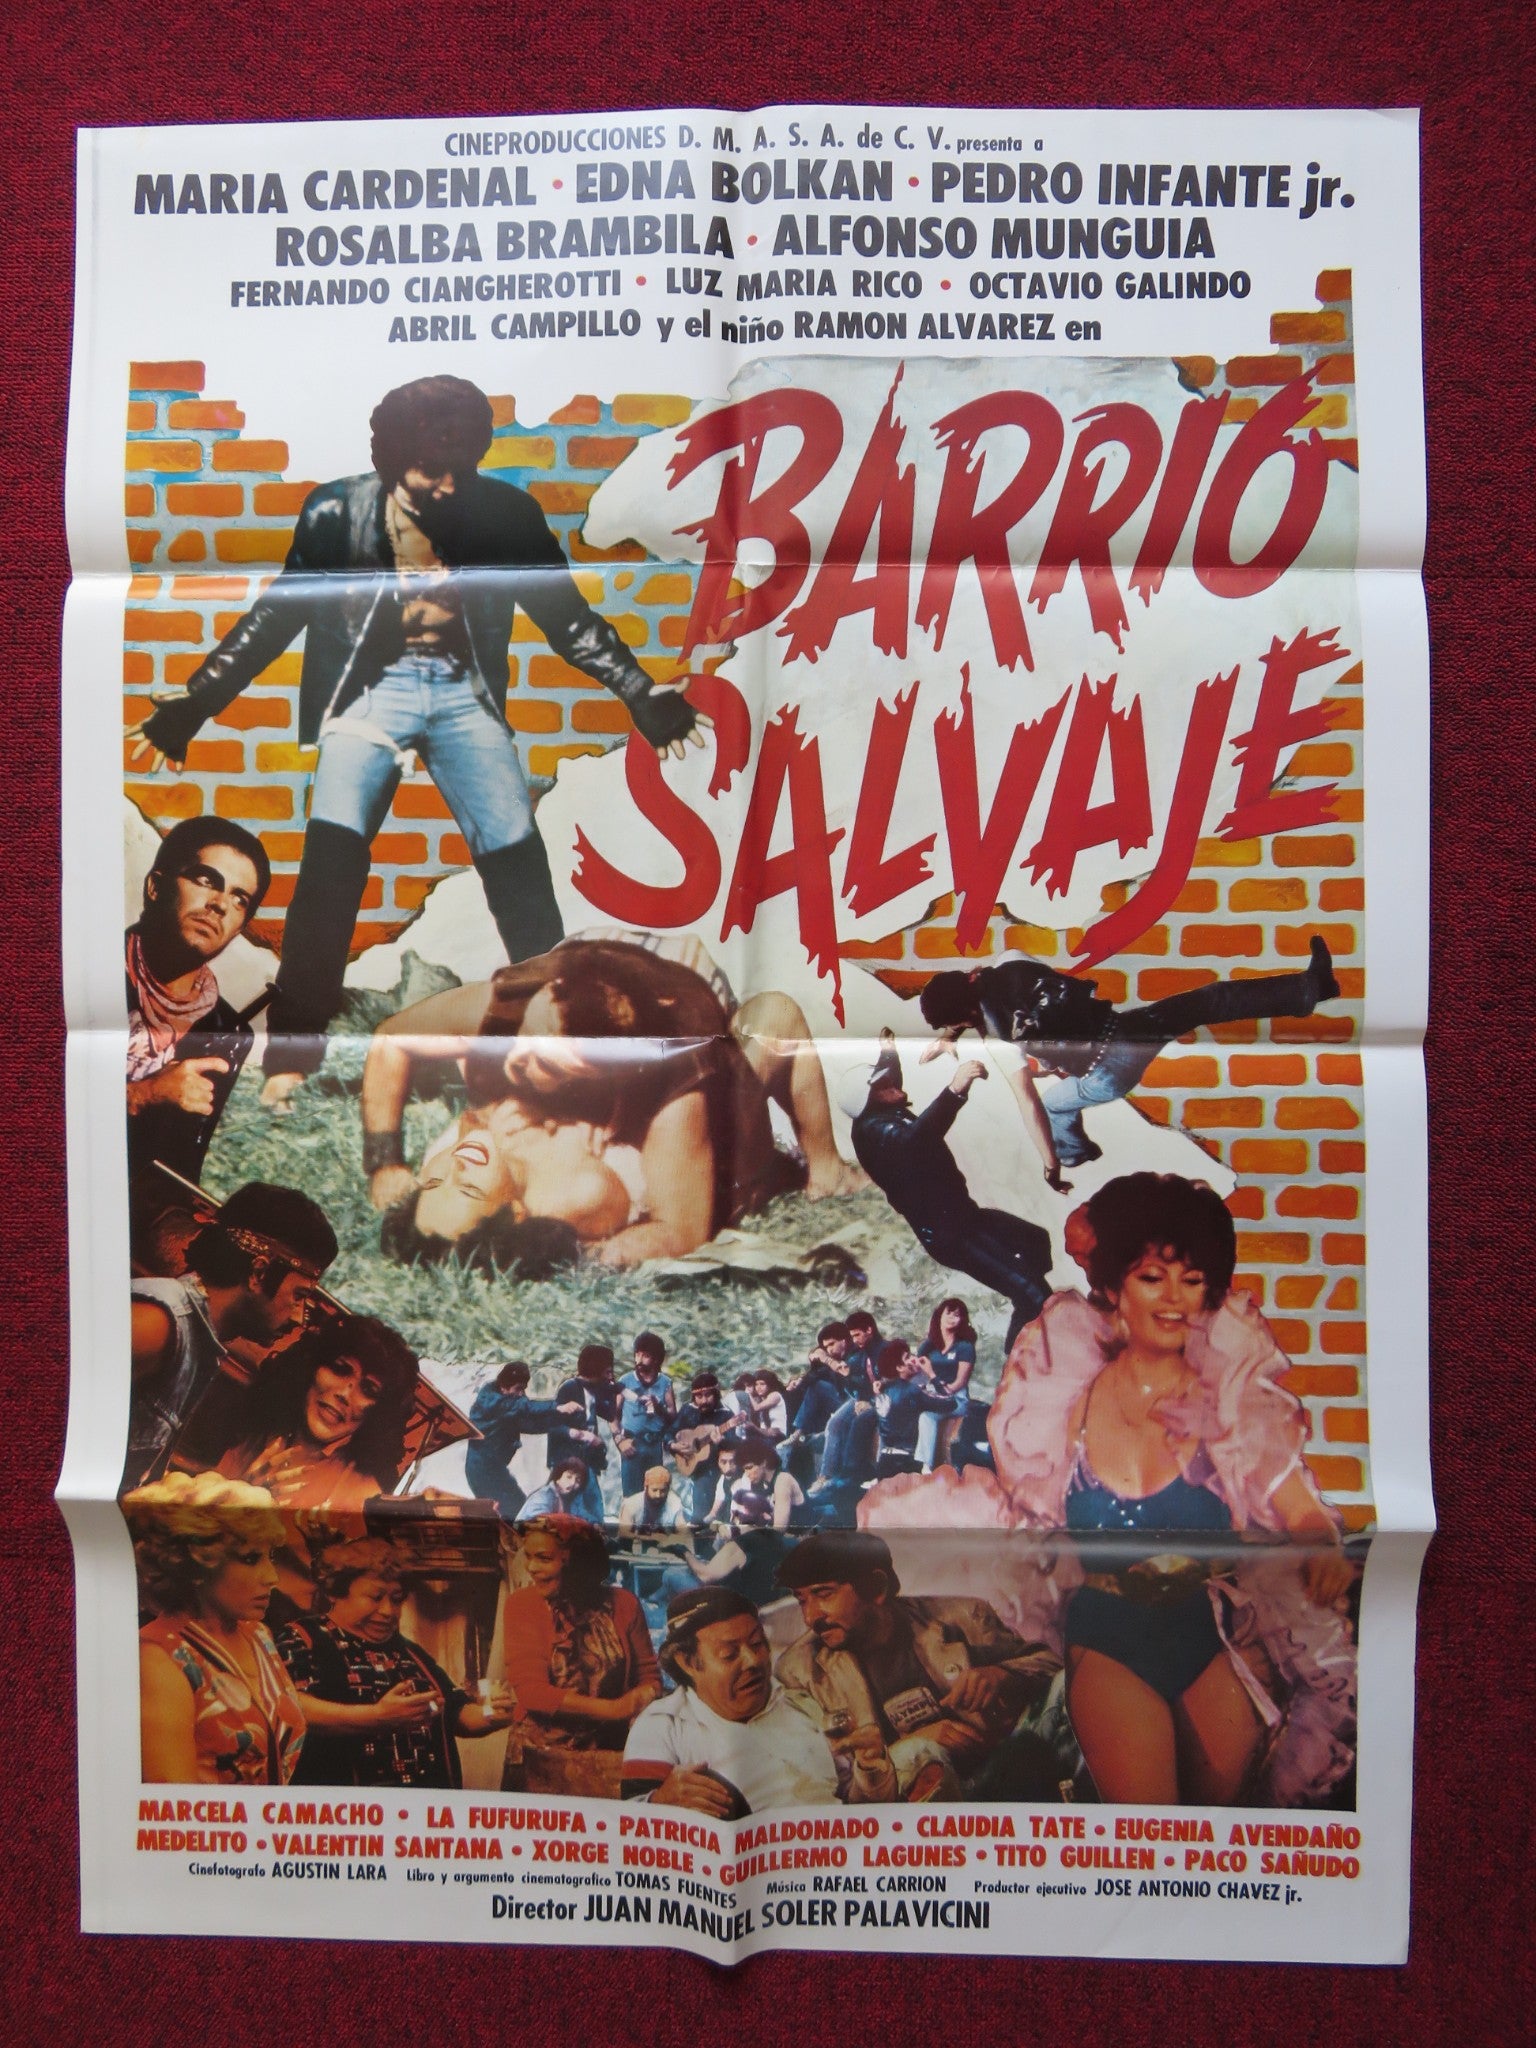 CINEPRODUCCIONES D. M. A. S. A. de C. V. presenta a
MARIA CARDENAL • EDNA BOLKAN • PEDRO INFANTE jr.
ROSALBA BRAMBILA • ALFONSO MUNGUIA
FERNANDO CIANGHEROTTI • LUZ MARIA RICO • OCTAVIO GALINDO
ABRIL CAMPILLO y el niño RAMON ALVAREZ en
BARRIO
SALVAJE
MARCELA CAMACHO • LA FUFURUFA • PATRICIA MALDONADO • CLAUDIA TATE • EUGENIA AVENDAÑO
MEDELITO • VALENTIN SANTANA • XORGE NOBLE • GUILLERMO LAGUNES • TITO GUILLEN • PACO SAÑUDO
Cinefotografo AGUSTIN LARA Libro y argumento cinematografico TOMAS FUENTES Música RAFAEL CARRION Productor ejecutivo JOSE ANTONIO CHAVEZ jr.
Director JUAN MANUEL SOLER PALAVICINI